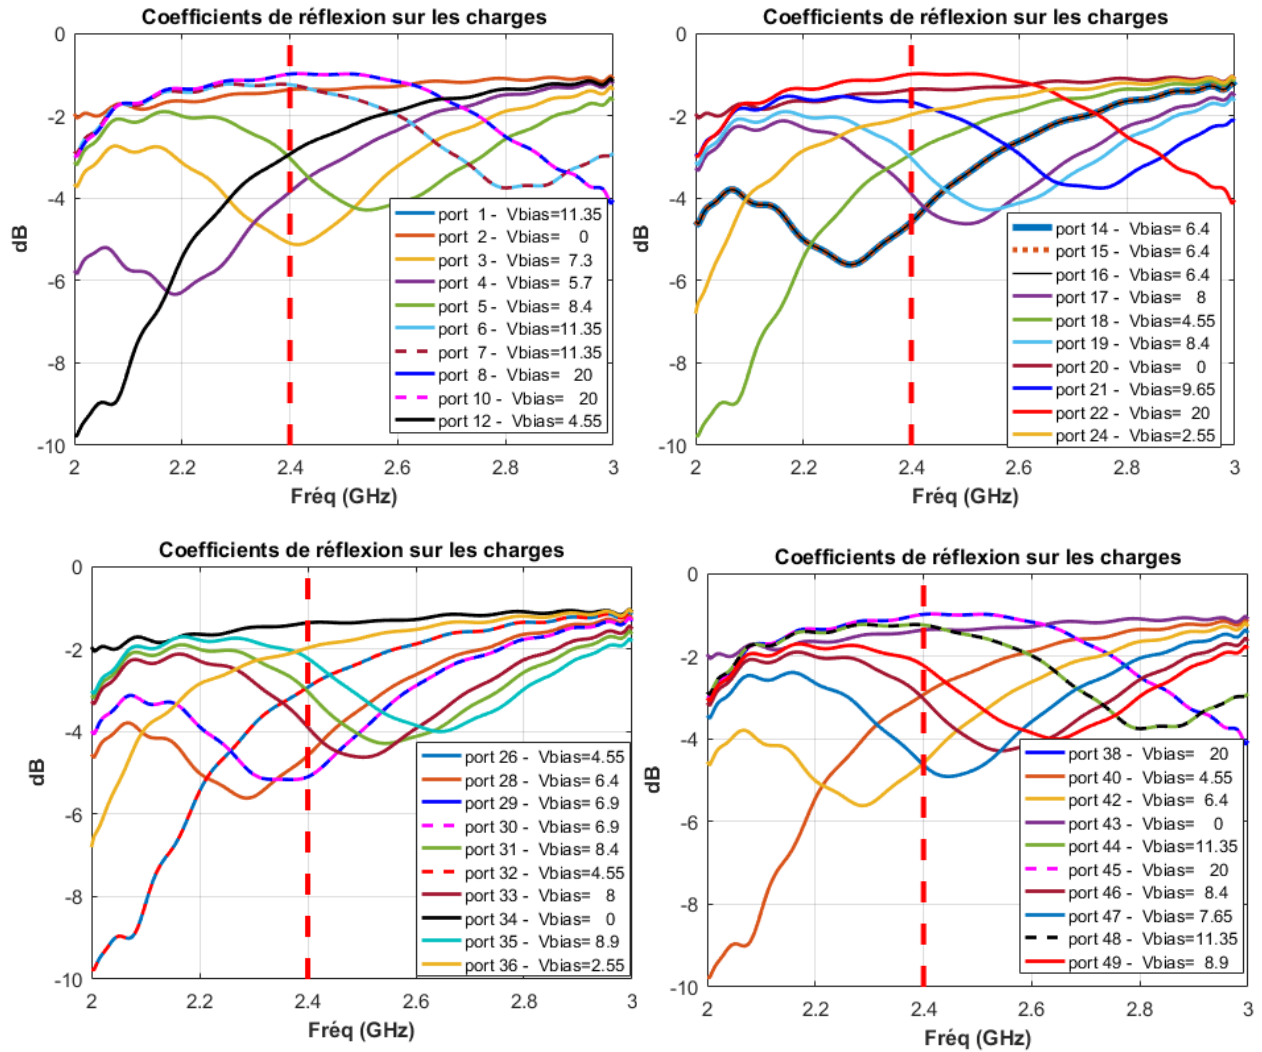 Coefficients de réflexion sur les charges
0
-2
-4
-6
-8
-10
dB
2
2.2
2.4
2.6
2.8
3
Fréq (GHz)
port 1 - Vbias=11.35
port 2 - Vbias= 0
port 3 - Vbias= 7.3
port 4 - Vbias= 5.7
port 5 - Vbias= 8.4
port 6 - Vbias=11.35
port 7 - Vbias=11.35
port 8 - Vbias= 20
port 10 - Vbias= 20
port 12 - Vbias= 4.55
Coefficients de réflexion sur les charges
0
-2
-4
-6
-8
-10
dB
2
2.2
2.4
2.6
2.8
3
Fréq (GHz)
port 14 - Vbias= 6.4
port 15 - Vbias= 6.4
port 16 - Vbias=6.4
port 17 - Vbias= 8
port 18 - Vbias=4.55
port 19 - Vbias= 8.4
port 20 - Vbias= 0
port 21 - Vbias=9.65
port 22 - Vbias= 20
port 24 - Vbias=2.55
Coefficients de réflexion sur les charges
0
-2
-4
-6
-8
-10
dB
2
2.2
2.4
2.6
2.8
3
Fréq (GHz)
port 26 - Vbias=4.55
port 28 - Vbias= 6.4
port 29 - Vbias= 6.9
port 30 - Vbias= 6.9
port 31 - Vbias= 8.4
port 32 - Vbias=4.55
port 33 - Vbias= 8
port 34 - Vbias= 0
port 35 - Vbias= 8.9
port 36 - Vbias=2.55
Coefficients de réflexion sur les charges
0
-2
-4
-6
-8
-10
dB
2
2.2
2.4
2.6
2.8
3
Fréq (GHz)
port 38 - Vbias= 20
port 40 - Vbias= 4.55
port 42 - Vbias= 6.4
port 43 - Vbias= 0
port 44 - Vbias=11.35
port 45 - Vbias= 20
port 46 - Vbias= 8.4
port 47 - Vbias= 7.65
port 48 - Vbias=11.35
port 49 - Vbias= 8.9